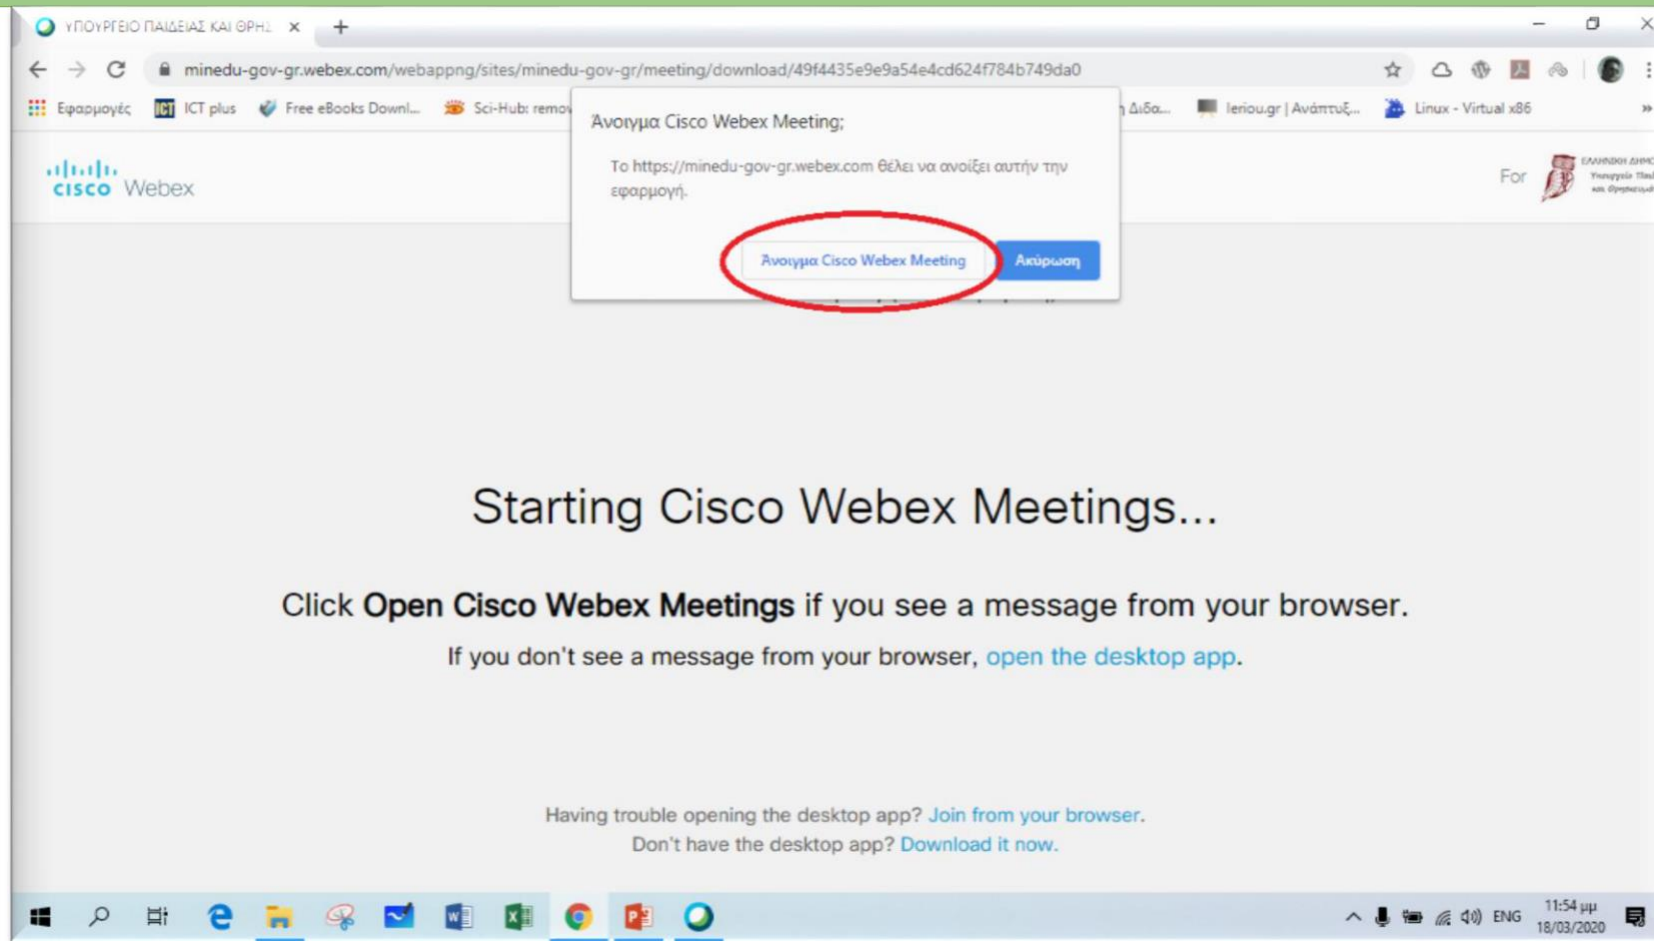 ΥΠΟΥΡΓΕΙΟ ΠΑΙΔΕΙΑΣ ΚΑΙ ΘΡΗΣ
minedu-gov-gr.webex.com/webappng/sites/minedu-gov-gr/meeting/download/49f4435e9e9a54e4cd624f784b749da0
Εφαρμογές ICT plus Free eBooks Downl... Sci-Hub: remov Διδα... leriou.gr | Ανάπτυξ... Linux - Virtual x86 »
Άνοιγμα Cisco Webex Meeting;
Το https://minedu-gov-gr.webex.com θέλει να ανοίξει αυτήν την
εφαρμογή.
Άνοιγμα Cisco Webex Meeting Ακύρωση
cisco Webex
For
Starting Cisco Webex Meetings...
Click Open Cisco Webex Meetings if you see a message from your browser.
If you don't see a message from your browser, open the desktop app.
Having trouble opening the desktop app? Join from your browser.
Don't have the desktop app? Download it now.
ENG
11:54 μμ
18/03/2020